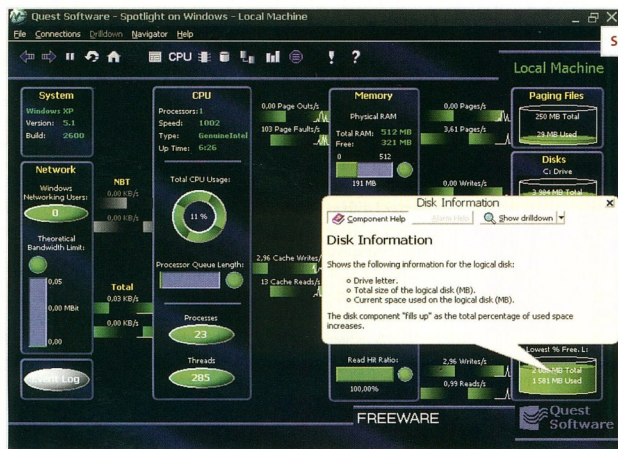 Quest Software - Spotlight on Windows - Local Machine
File Connections Drilldown Navigator Help
S
CPU
! ?
Local Machine
System
Windows XP
Version: 5.1
Build: 2600
Network
Windows
Networking Users:
0
Theoretical
Bandwidth Limit:
0,05
0,00 MBit
0,00
Event Log
NBT
0,00 KB/s
0,00 KB/s
Total
0,03 KB/s
0,00 KB/s
CPU
Processors: 1
Speed: 1002
Type: GenuineIntel
Up Time: 6:26
Total CPU Usage:
11 %
Processor Queue Length:
Processes
23
Threads
285
0,00 Page Outs/s
103 Page Faults/s
2,96 Cache Writes/s
13 Cache Reads/s
Memory
Physical RAM
Total RAM: 512 MB
Free: 321 MB
0 512
191 MB
Read Hit Ratio:
100,00%
0,00 Pages/s
3,61 Pages/s
0,00 Writes/s
2,96 Writes/s
0,99 Reads/s
Paging Files
250 MB Total
29 MB Used
Disks
C: Drive
3 984 MB Total
Disk Information
Component Help
Show drilldown
Disk Information
Shows the following information for the logical disk:
Drive letter.
Total size of the logical disk (MB).
Current space used on the logical disk (MB).
The disk component "fills up" as the total percentage of used space
increases.
Lowest % Free, L:
MB Total
1 581 MB Used
FREEWARE
Quest
Software